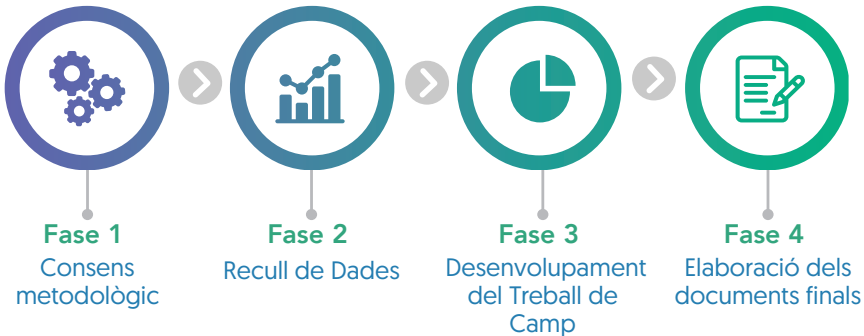 Fase 1
Consens
metodològic
Fase 2
Recull de Dades
Fase 3
Desenvolupament
del Treball de
Camp
Fase 4
Elaboració dels
documents finals